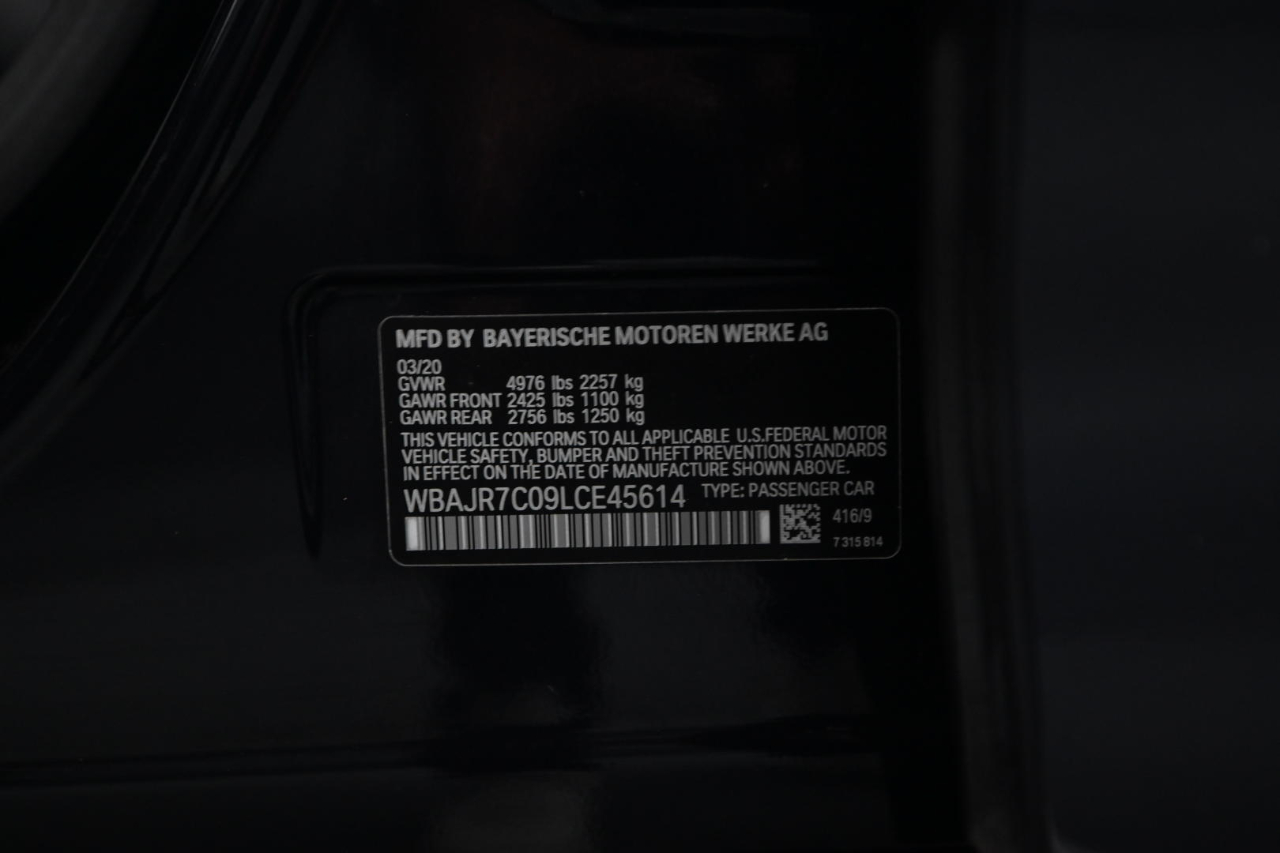 MFD BY BAYERISCHE MOTOREN WERKE AG
03/20
GVWR 4976 lbs 2257 kg
GAWR FRONT 2425 lbs 1100 kg
GAWR REAR 2756 lbs 1250 kg
THIS VEHICLE CONFORMS TO ALL APPLICABLE U.S.FEDERAL MOTOR
VEHICLE SAFETY, BUMPER AND THEFT PREVENTION STANDARDS
IN EFFECT ON THE DATE OF MANUFACTURE SHOWN ABOVE.
WBAJR7C09LCE45614 TYPE: PASSENGER CAR
416/9
7 315 814